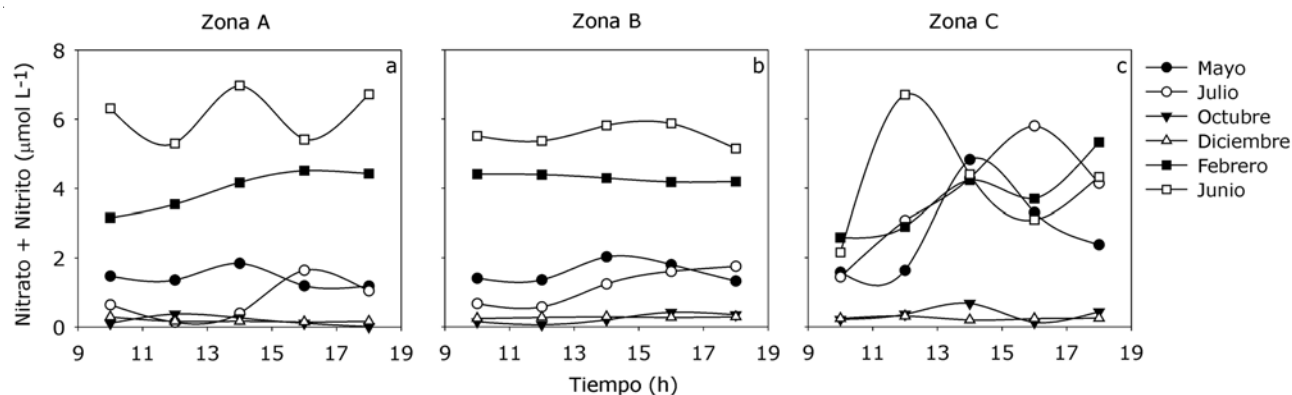 Zona A
Zona B
Zona C
Nitrato + Nitrito (µmol L-1)
8
6
4
2
0
a
b
c
9 11 13 15 17 19
9 11 13 15 17 19
9 11 13 15 17 19
Tiempo (h)
Mayo
Julio
Octubre
Diciembre
Febrero
Junio